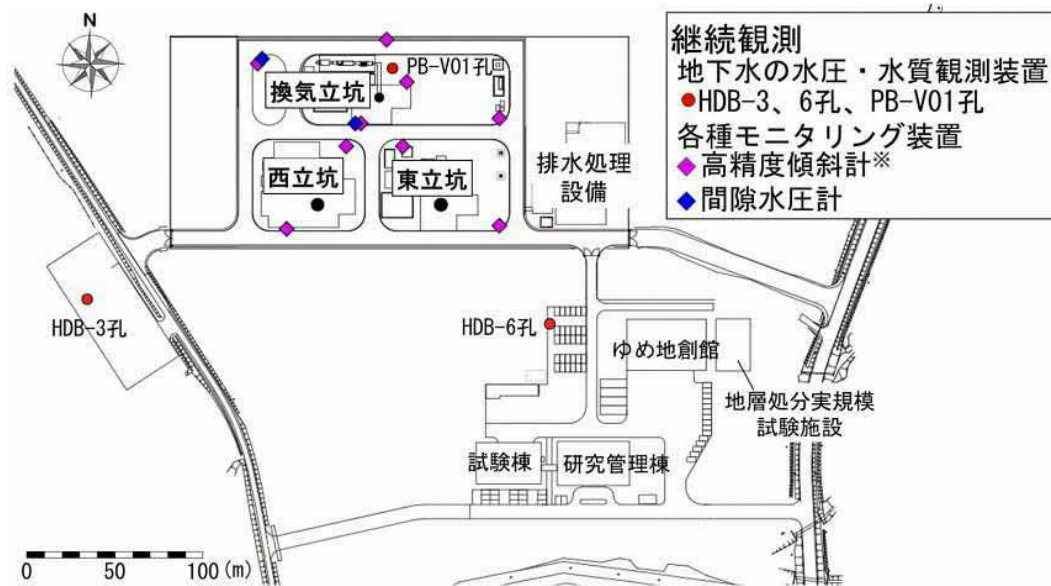 N
継続観測
地下水の水圧・水質観測装置
HDB-3、6孔、PB-V01孔
各種モニタリング装置
高精度傾斜計※
間隙水圧計
PB-V01孔
換気立坑
西立坑
東立坑
排水処理
設備
HDB-3孔
HDB-6孔
ゆめ地創館
地層処分実規模
試験施設
試験棟
研究管理棟
0 50 100 (m)